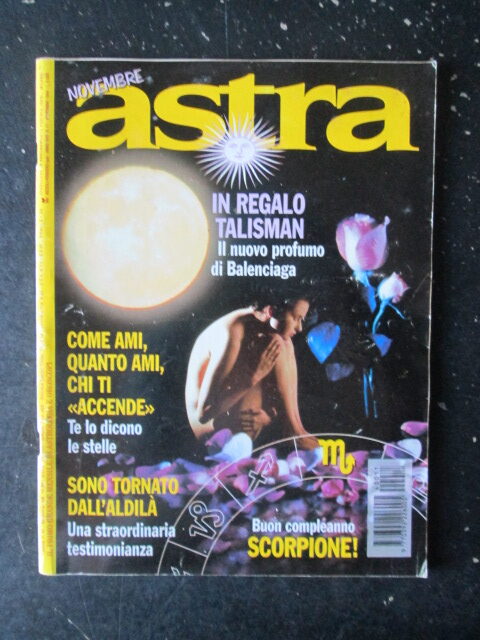 NOVEMBRE
astra
IN REGALO
TALISMAN
Il nuovo profumo
di Balenciaga
COME AMI,
QUANTO AMI,
CHI TI
«ACCENDE»
Te lo dicono
le stelle
SONO TORNATO
DALL'ALDILÀ
Una straordinaria
testimonianza
Buon compleanno
SCORPIONE!